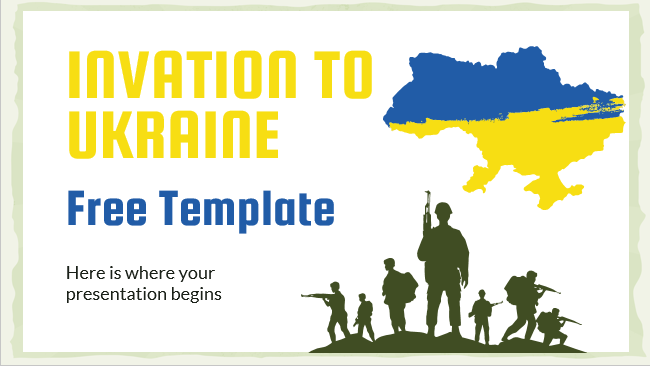 INVATION TO
UKRAINE
Free Template
Here is where your
presentation begins